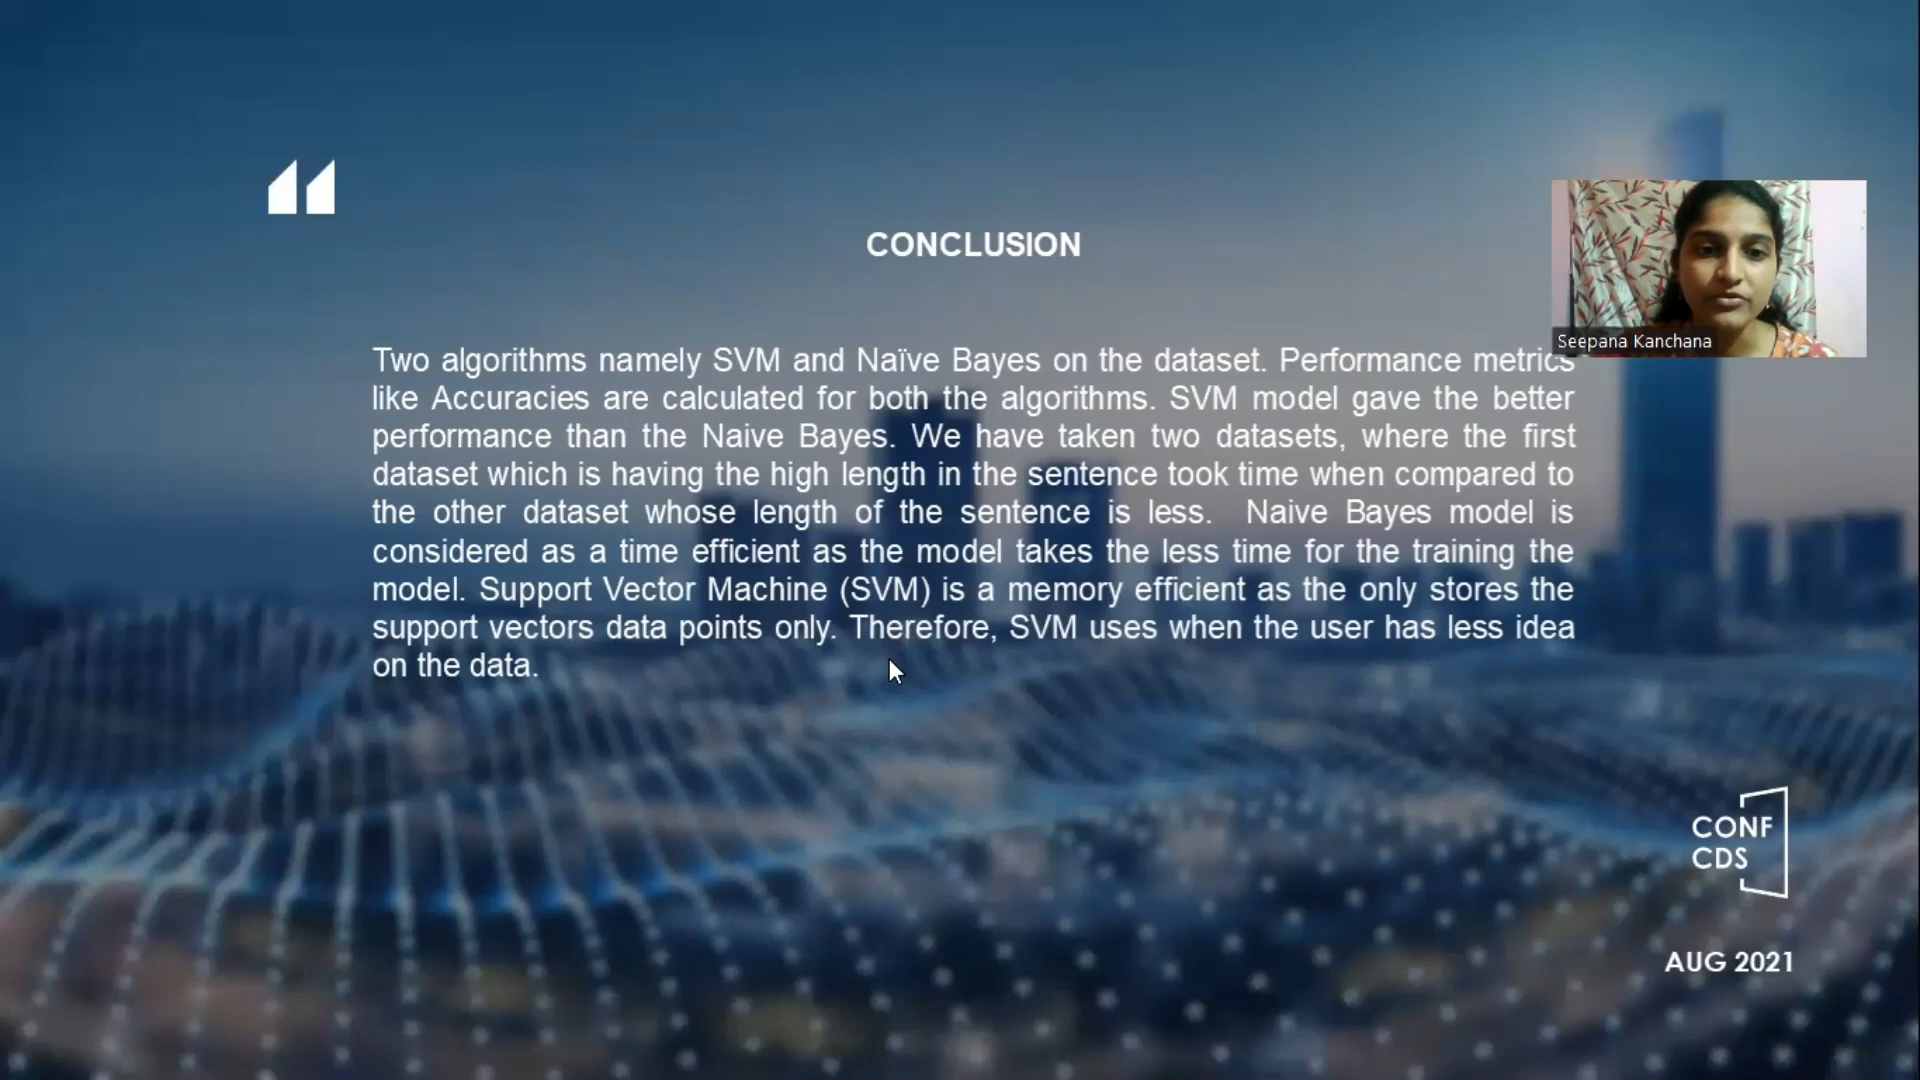 CONCLUSION
Two algorithms namely SVM and Naïve Bayes on the dataset. Performance metrics
like Accuracies are calculated for both the algorithms. SVM model gave the better
performance than the Naive Bayes. We have taken two datasets, where the first
dataset which is having the high length in the sentence took time when compared to
the other dataset whose length of the sentence is less. Naive Bayes model is
considered as a time efficient as the model takes the less time for the training the
model. Support Vector Machine (SVM) is a memory efficient as the only stores the
support vectors data points only. Therefore, SVM uses when the user has less idea
on the data.
Seepana Kanchana
CONF
CDS
AUG 2021